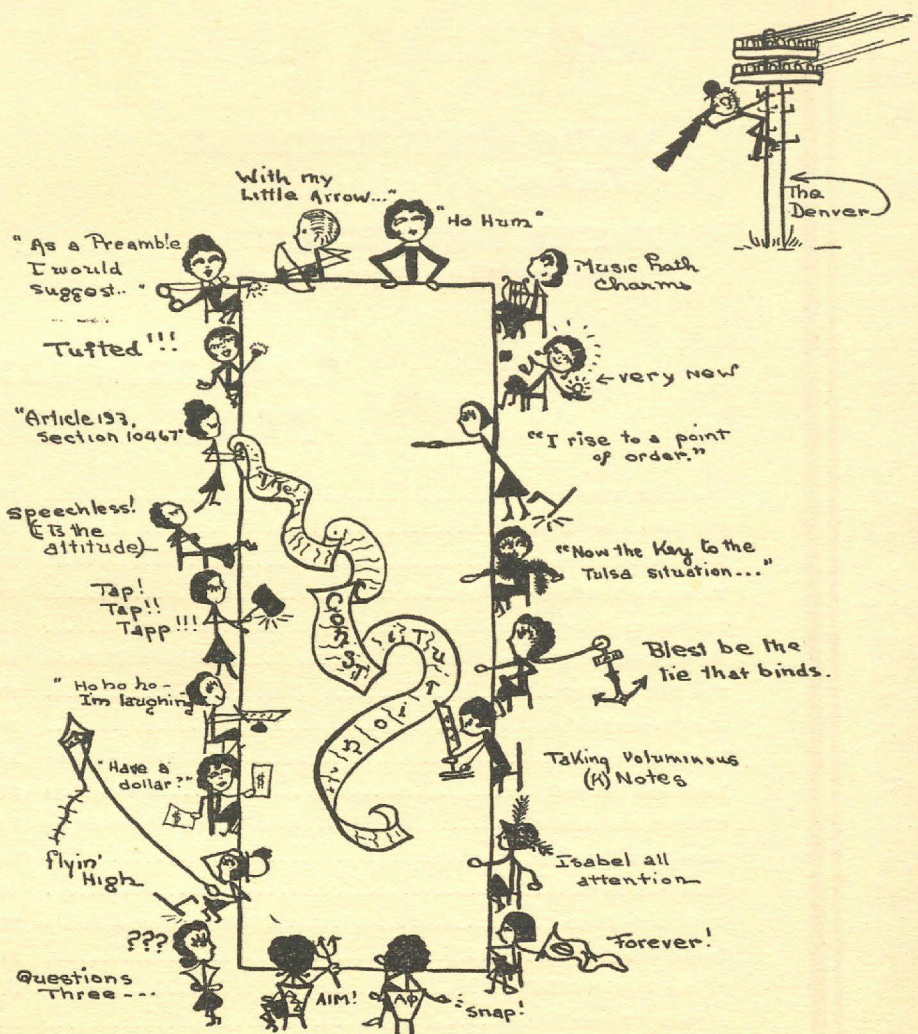 The
Denver
With my
Little Arrow..."
"Ho Hum"
"As a Preamble
I would
suggest.. "
Music hath
Charms
Tufted!!!
←very new
"Article 193,
Section 10467"
"I rise to a point
of order."
Speechless!
(It's the
altitude)
"Now the Key to the
Tulsa situation..."
Tap!
Tap!!
Tapp!!!
Blest be the
tie that binds.
" Ho ho ho-
I'm laughing
Taking voluminous
(K) Notes
"Have a
dollar?"
$
$
flyin'
High
Isabel all
attention
???
Questions
Three ---
Forever!
AIM!
ΑΦ
Snap!
The
Constitution